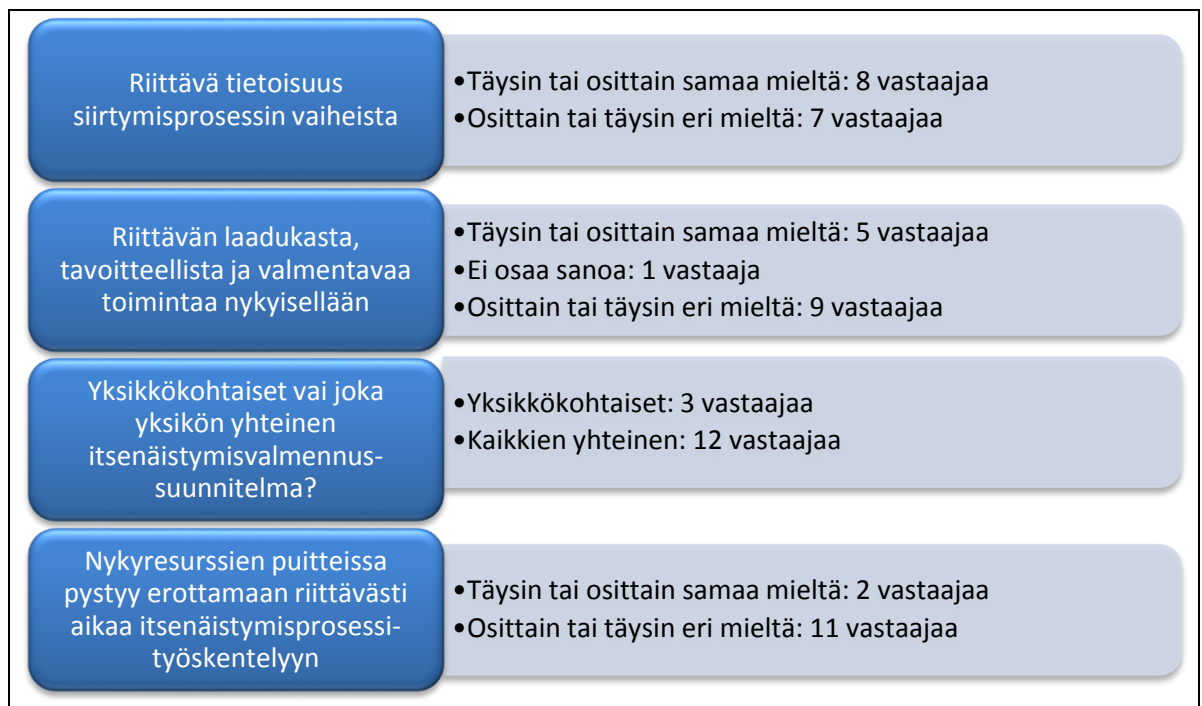 Riittävä tietoisuus
siirtymisprosessin vaiheista
•Täysin tai osittain samaa mieltä: 8 vastaajaa
•Osittain tai täysin eri mieltä: 7 vastaajaa
Riittävän laadukasta,
tavoitteellista ja valmentavaa
toimintaa nykyisellään
•Täysin tai osittain samaa mieltä: 5 vastaajaa
•Ei osaa sanoa: 1 vastaaja
•Osittain tai täysin eri mieltä: 9 vastaajaa
Yksikkökohtaiset vai joka
yksikön yhteinen
itsenäistymisvalmennus-
suunnitelma?
•Yksikkökohtaiset: 3 vastaajaa
•Kaikkien yhteinen: 12 vastaajaa
Nykyresurssien puitteissa
pystyy erottamaan riittävästi
aikaa itsenäistymisprosessi-
työskentelyyn
•Täysin tai osittain samaa mieltä: 2 vastaajaa
•Osittain tai täysin eri mieltä: 11 vastaajaa